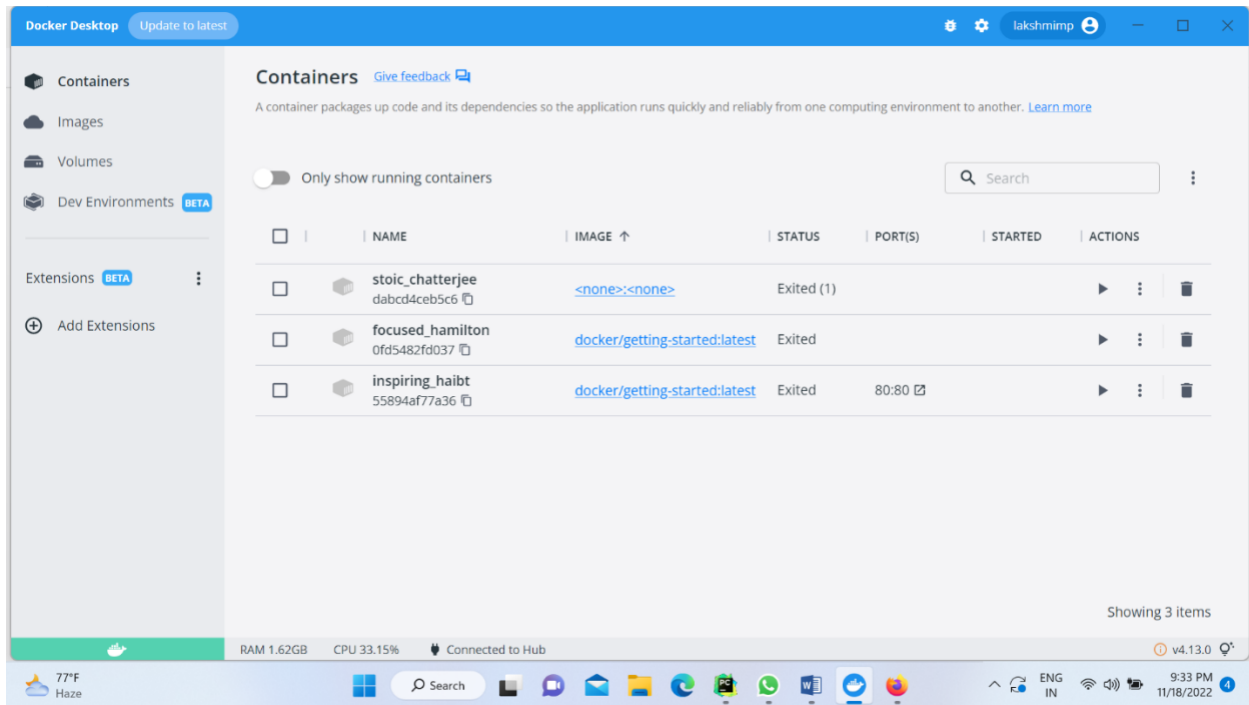 Docker Desktop Update to latest lakshmimp
Containers
Images
Volumes
Dev Environments BETA
Extensions BETA
Add Extensions
Containers Give feedback
A container packages up code and its dependencies so the application runs quickly and reliably from one computing environment to another. Learn more
Only show running containers Search
NAME IMAGE ↑ STATUS PORT(S) STARTED ACTIONS
stoic_chatterjee <none>:<none> Exited (1)
dabcd4ceb5c6
focused_hamilton docker/getting-started:latest Exited
0fd5482fd037
inspiring_haibt docker/getting-started:latest Exited 80:80
55894af77a36
Showing 3 items
RAM 1.62GB CPU 33.15% Connected to Hub v4.13.0
77°F
Haze
Search
PC
W
ENG
IN
9:33 PM
11/18/2022
4